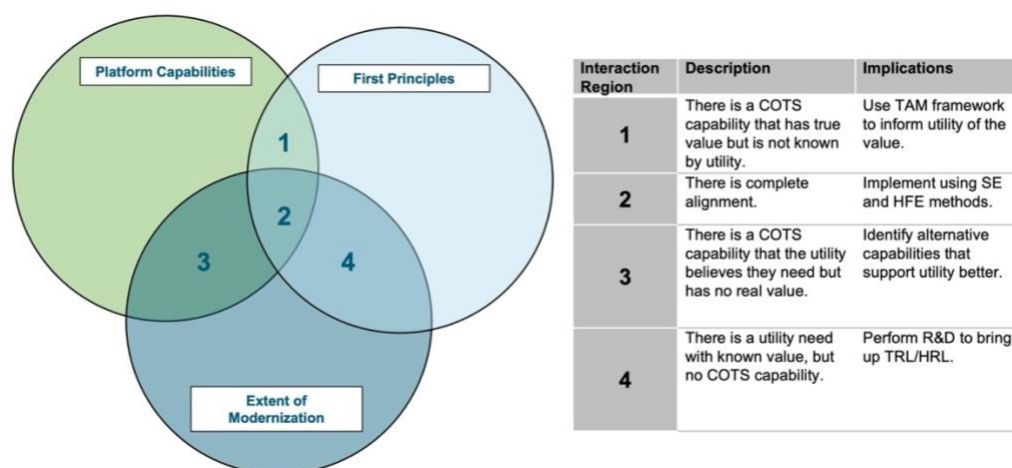 Platform Capabilities
First Principles
1
2
3
4
Extent of
Modernization
Interaction
Region
Description
Implications
1
There is a COTS
capability that has true
value but is not known
by utility.
Use TAM framework
to inform utility of the
value.
2
There is complete
alignment.
Implement using SE
and HFE methods.
3
There is a COTS
capability that the utility
believes they need but
has no real value.
Identify alternative
capabilities that
support utility better.
4
There is a utility need
with known value, but
no COTS capability.
Perform R&D to bring
up TRL/HRL.